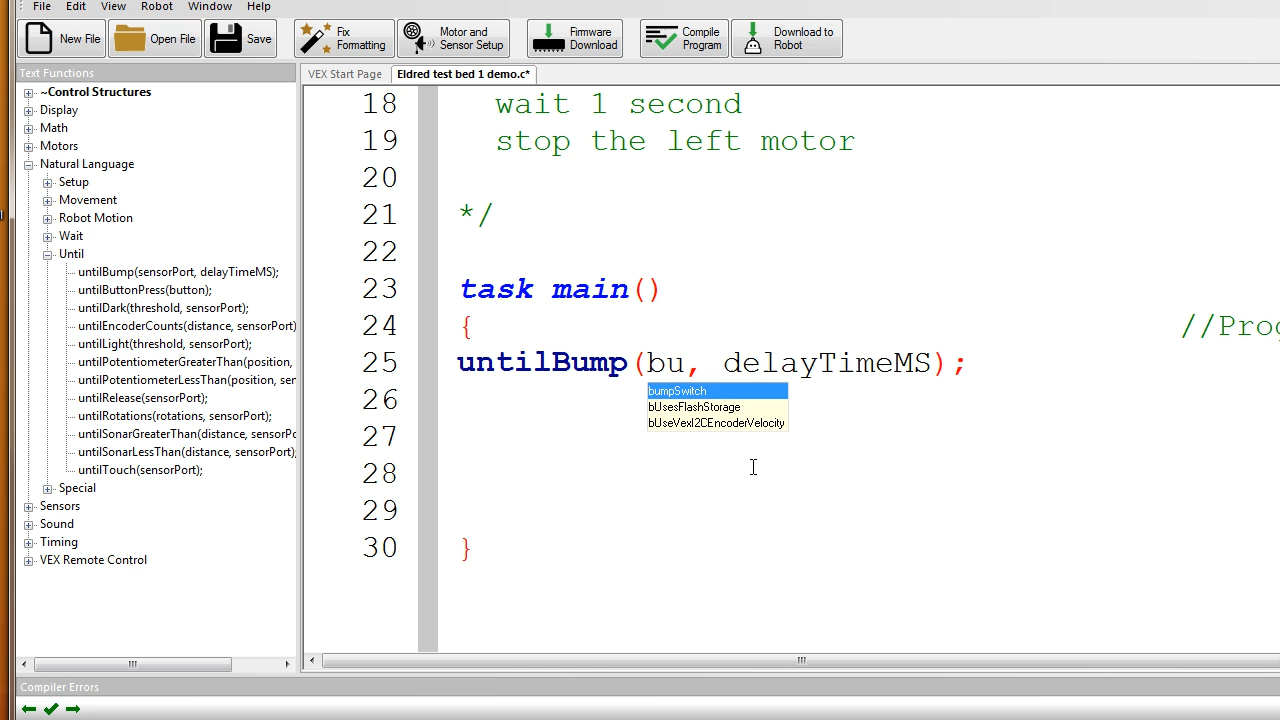 File Edit View Robot Window Help
New File Open File Save Fix Formatting Motor and Sensor Setup Firmware Download Compile Program Download to Robot
Text Functions
VEX Start Page Eldred test bed 1 demo.c*
~Control Structures
Display
Math
Motors
Natural Language
Setup
Movement
Robot Motion
Wait
Until
untilBump(sensorPort, delayTimeMS);
untilButtonPress(button);
untilDark(threshold, sensorPort);
untilEncoderCounts(distance, sensorPort)
untilLight(threshold, sensorPort);
untilPotentiometerGreaterThan(position,
untilPotentiometerLessThan(position, sen
untilRelease(sensorPort);
untilRotations(rotations, sensorPort);
untilSonarGreaterThan(distance, sensorPo
untilSonarLessThan(distance, sensorPort);
untilTouch(sensorPort);
Special
Sensors
Sound
Timing
VEX Remote Control
18 wait 1 second
19 stop the left motor
20
21 */
22
23 task main()
24 { //Prog
25 untilBump(bu, delayTimeMS);
bumpSwitch
bUsesFlashStorage
bUseVexI2CEncoderVelocity
26
27
28
29
30 }
Compiler Errors